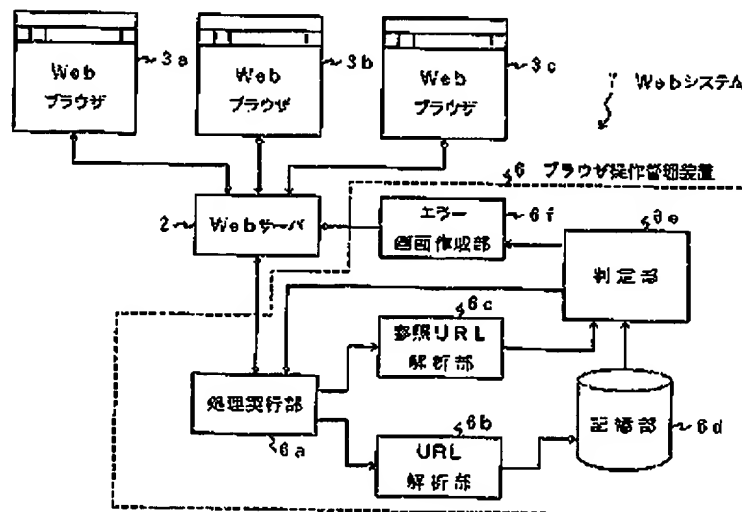 Web
ブラウザ
3a
Web
ブラウザ
3b
Web
ブラウザ
3c
1 Webシステム
6 ブラウザ操作管理装置
2
Webサーバ
エラー
画面作成部
6f
6e
判定部
6c
参照URL
解析部
処理実行部
6a
6b
URL
解析部
記憶部
6d